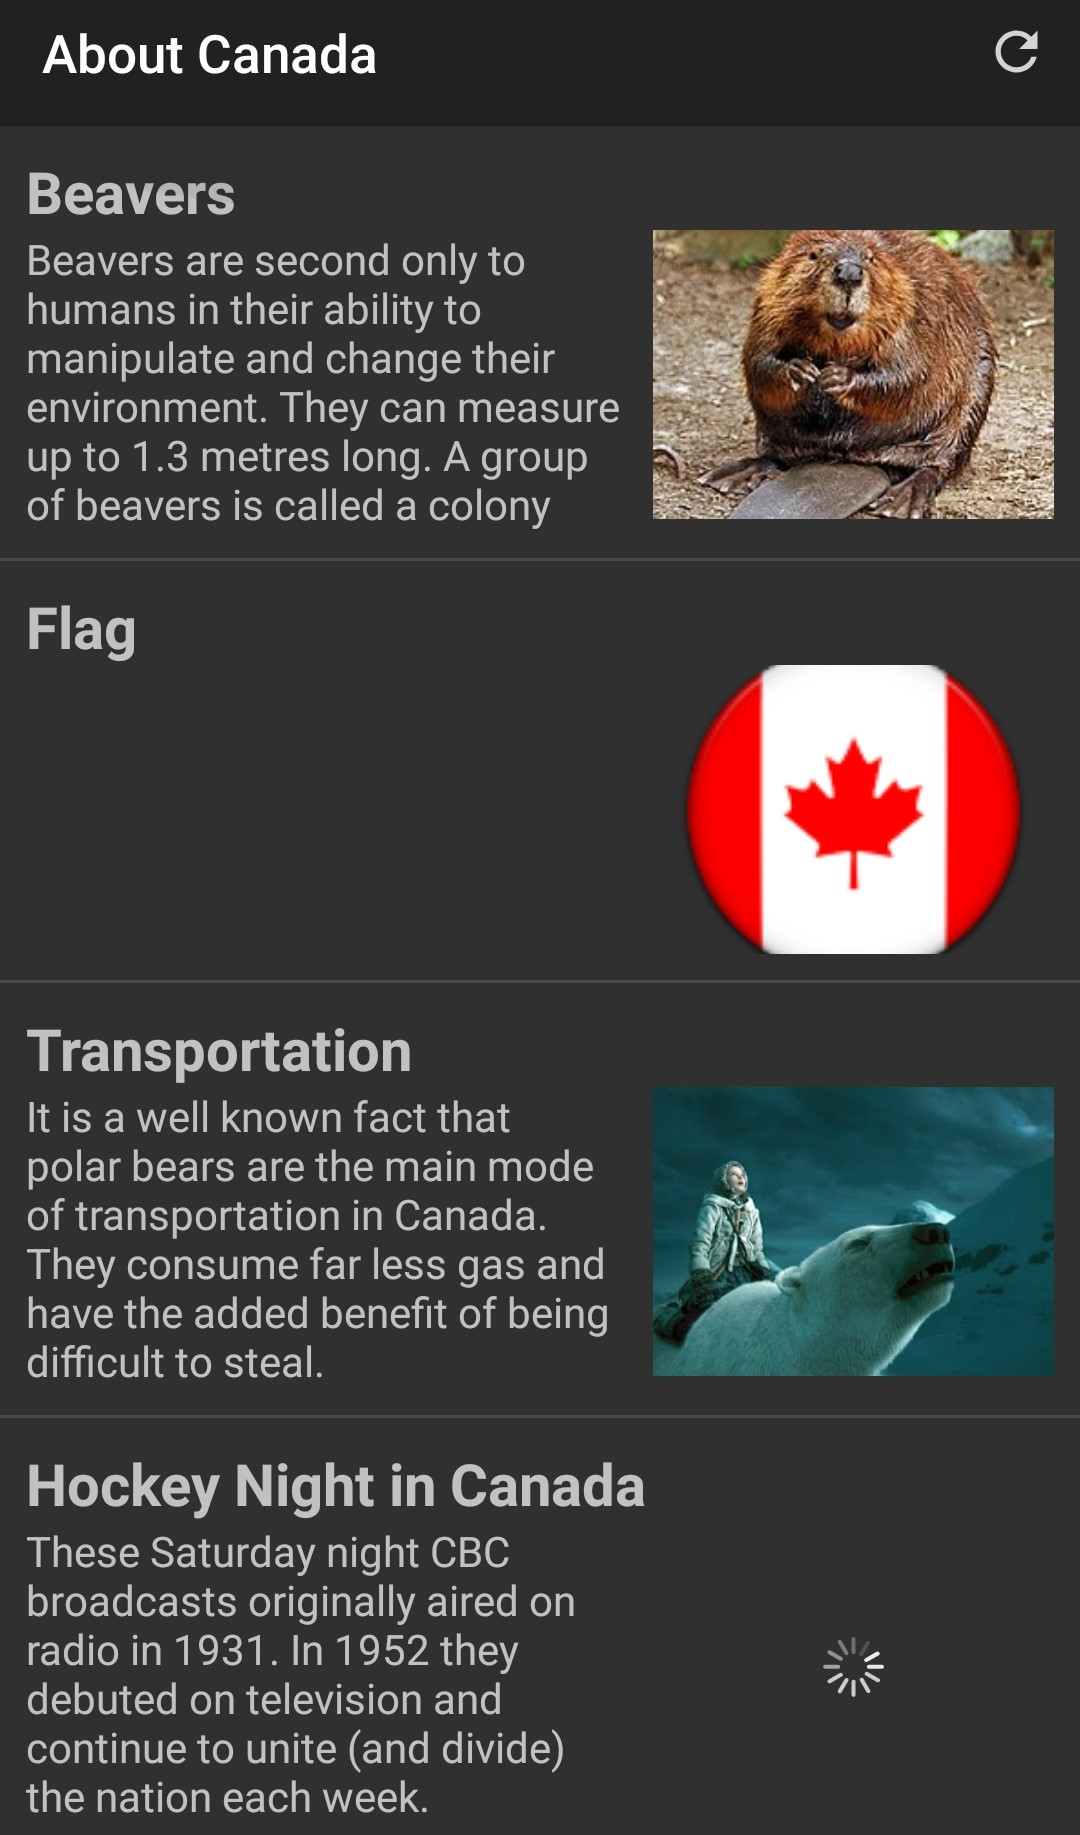 About Canada
Beavers
Beavers are second only to
humans in their ability to
manipulate and change their
environment. They can measure
up to 1.3 metres long. A group
of beavers is called a colony
Flag
Transportation
It is a well known fact that
polar bears are the main mode
of transportation in Canada.
They consume far less gas and
have the added benefit of being
difficult to steal.
Hockey Night in Canada
These Saturday night CBC
broadcasts originally aired on
radio in 1931. In 1952 they
debuted on television and
continue to unite (and divide)
the nation each week.